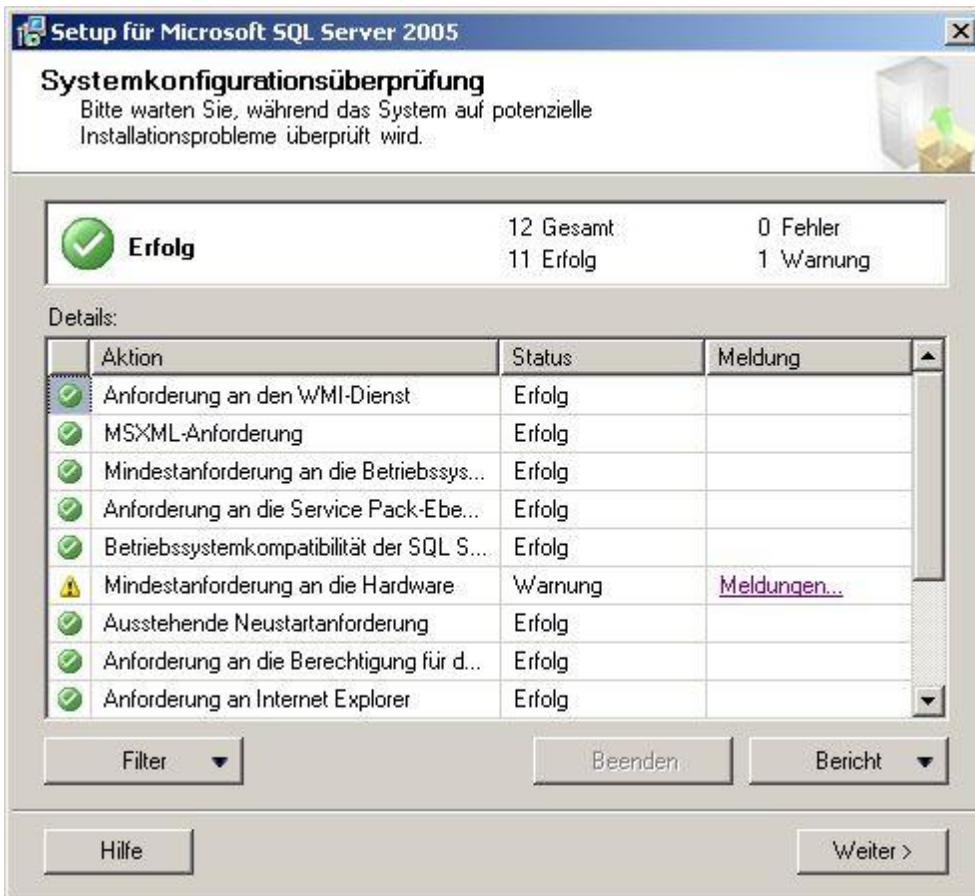 Setup für Microsoft SQL Server 2005
Systemkonfigurationsüberprüfung
Bitte warten Sie, während das System auf potenzielle
Installationsprobleme überprüft wird.
Erfolg
12 Gesamt 0 Fehler
11 Erfolg 1 Warnung
Details:
Aktion Status Meldung
Anforderung an den WMI-Dienst Erfolg
MSXML-Anforderung Erfolg
Mindestanforderung an die Betriebssys... Erfolg
Anforderung an die Service Pack-Ebe... Erfolg
Betriebssystemkompatibilität der SQL S... Erfolg
Mindestanforderung an die Hardware Warnung Meldungen...
Ausstehende Neustartanforderung Erfolg
Anforderung an die Berechtigung für d... Erfolg
Anforderung an Internet Explorer Erfolg
Filter Beenden Bericht
Hilfe Weiter >